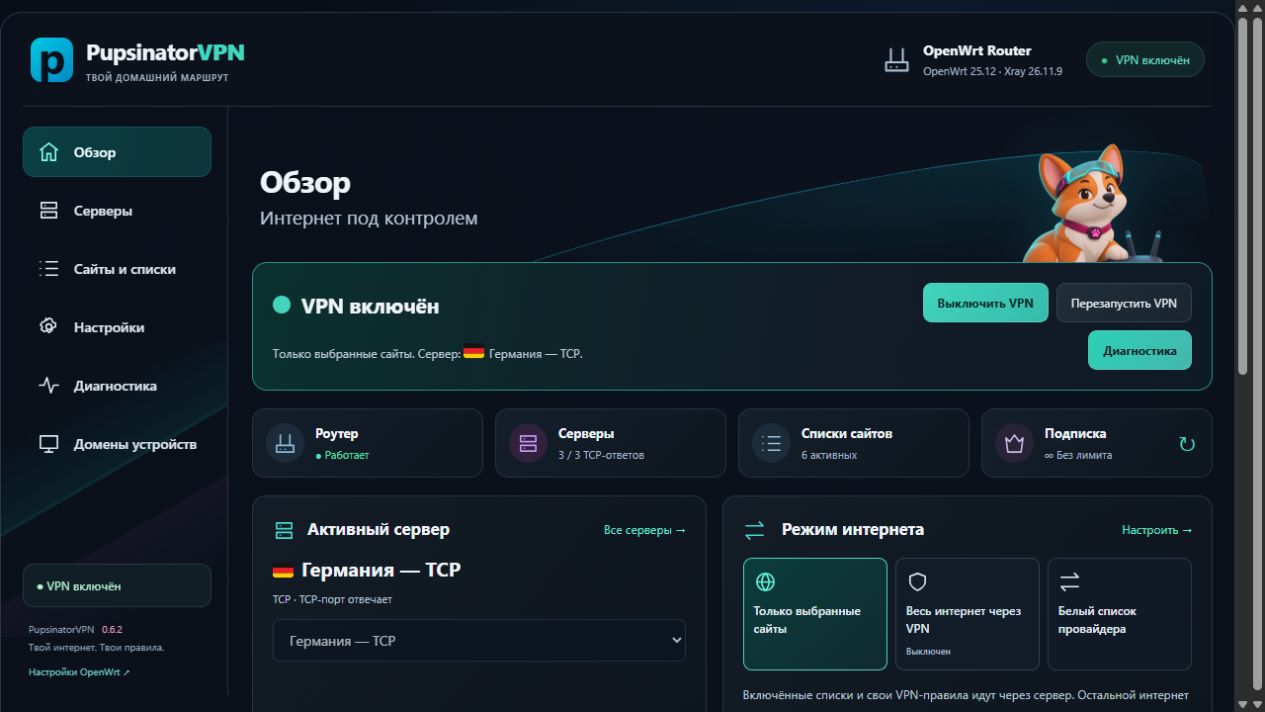 PupsinatorVPN
ТВОЙ ДОМАШНИЙ МАРШРУТ
OpenWrt Router
OpenWrt 25.12 · Xray 26.11.9
● VPN включён
Обзор
Серверы
Сайты и списки
Настройки
Диагностика
Домены устройств
● VPN включён
PupsinatorVPN 0.6.2
Твой интернет. Твои правила.
Настройки OpenWrt ↗
Обзор
Интернет под контролем
VPN включён
Только выбранные сайты. Сервер: Германия — TCP.
Выключить VPN
Перезапустить VPN
Диагностика
Роутер
● Работает
Серверы
3 / 3 TCP-ответов
Списки сайтов
6 активных
Подписка
∞ Без лимита
Активный сервер
Все серверы →
Германия — TCP
TCP · TCP-порт отвечает
Германия — TCP
Режим интернета
Настроить →
Только выбранные
сайты
Весь интернет через
VPN
Выключен
Белый список
провайдера
Включённые списки и свои VPN-правила идут через сервер. Остальной интернет